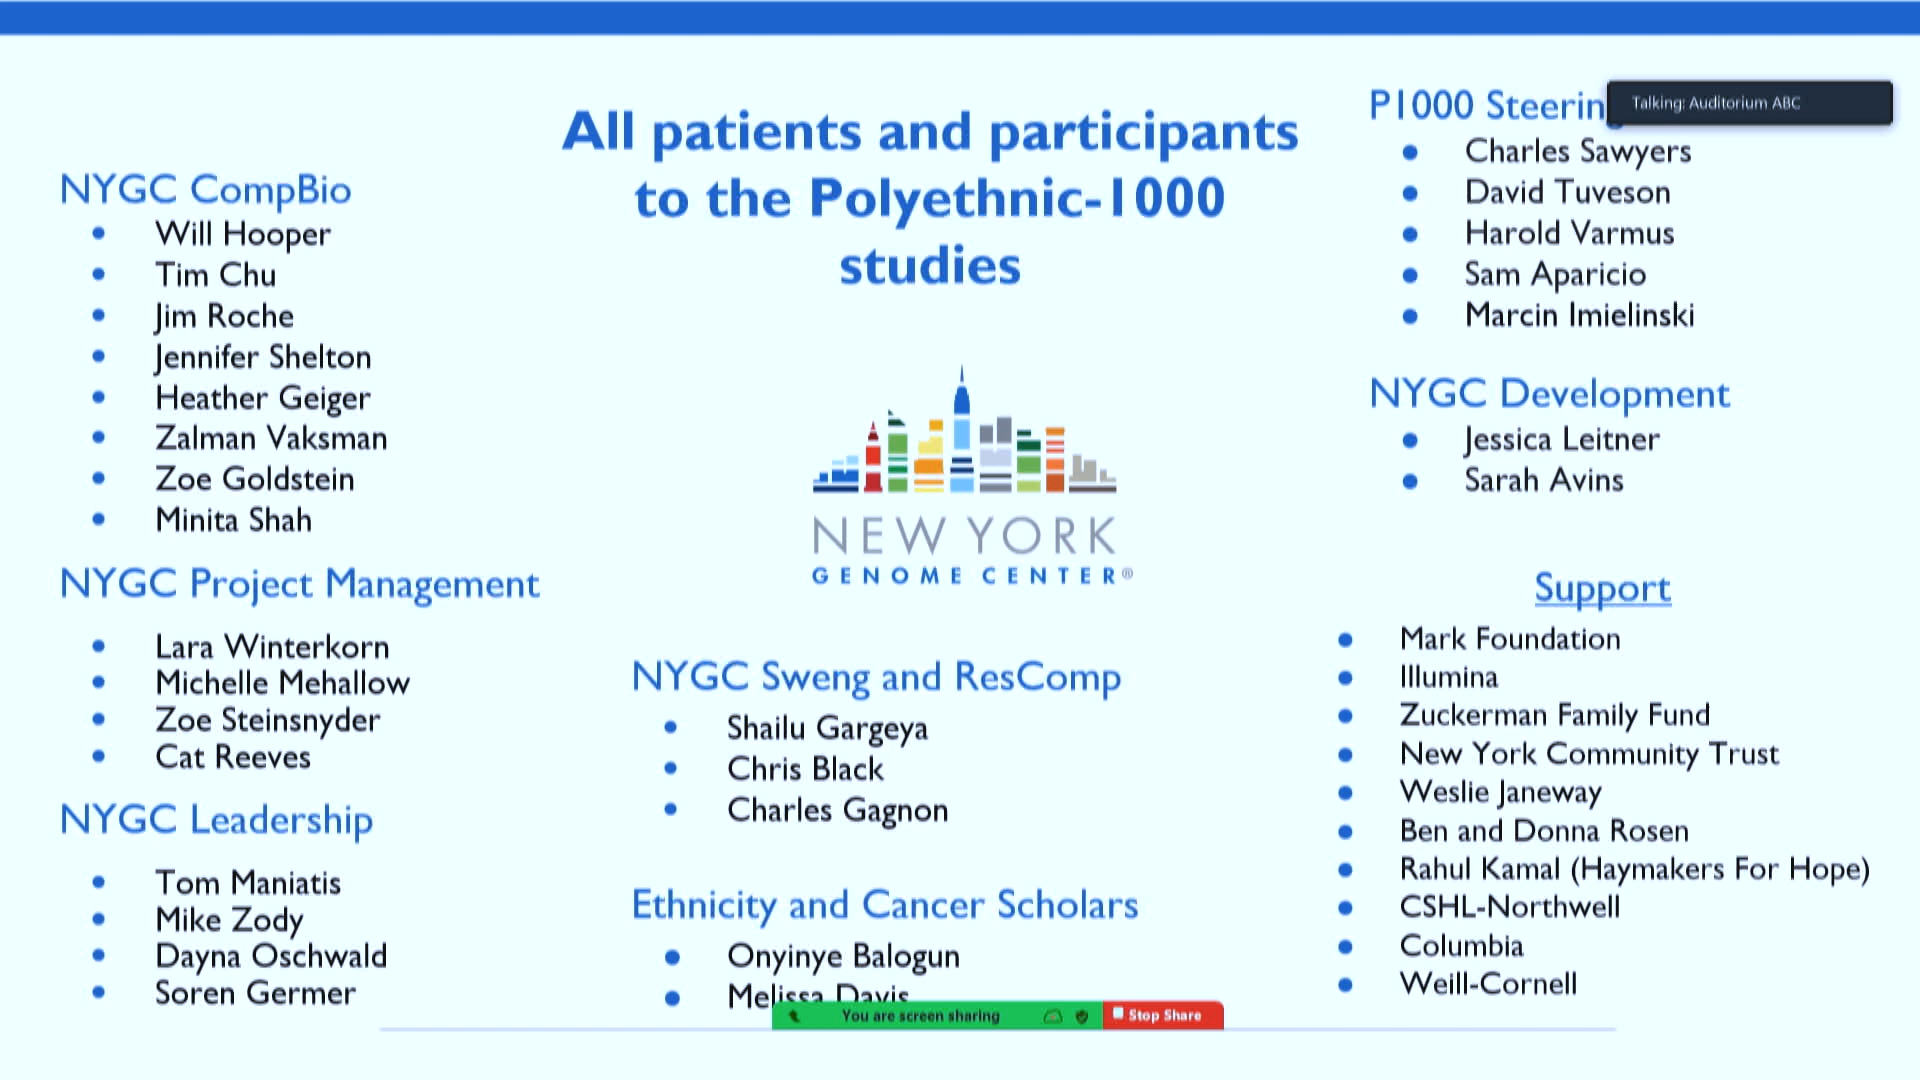 All patients and participants
to the Polyethnic-1000
studies
NYGC CompBio
Will Hooper
Tim Chu
Jim Roche
Jennifer Shelton
Heather Geiger
Zalman Vaksman
Zoe Goldstein
Minita Shah
NYGC Project Management
Lara Winterkorn
Michelle Mehallow
Zoe Steinsnyder
Cat Reeves
NYGC Leadership
Tom Maniatis
Mike Zody
Dayna Oschwald
Soren Germer
NEW YORK
GENOME CENTER®
NYGC Sweng and ResComp
Shailu Gargeya
Chris Black
Charles Gagnon
Ethnicity and Cancer Scholars
Onyinye Balogun
Melissa Davis
You are screen sharing
Stop Share
P1000
Talking: Auditorium ABC
Charles Sawyers
David Tuveson
Harold Varmus
Sam Aparicio
Marcin Imielinski
NYGC Development
Jessica Leitner
Sarah Avins
Support
Mark Foundation
Illumina
Zuckerman Family Fund
New York Community Trust
Weslie Janeway
Ben and Donna Rosen
Rahul Kamal (Haymakers For Hope)
CSHL-Northwell
Columbia
Weill-Cornell